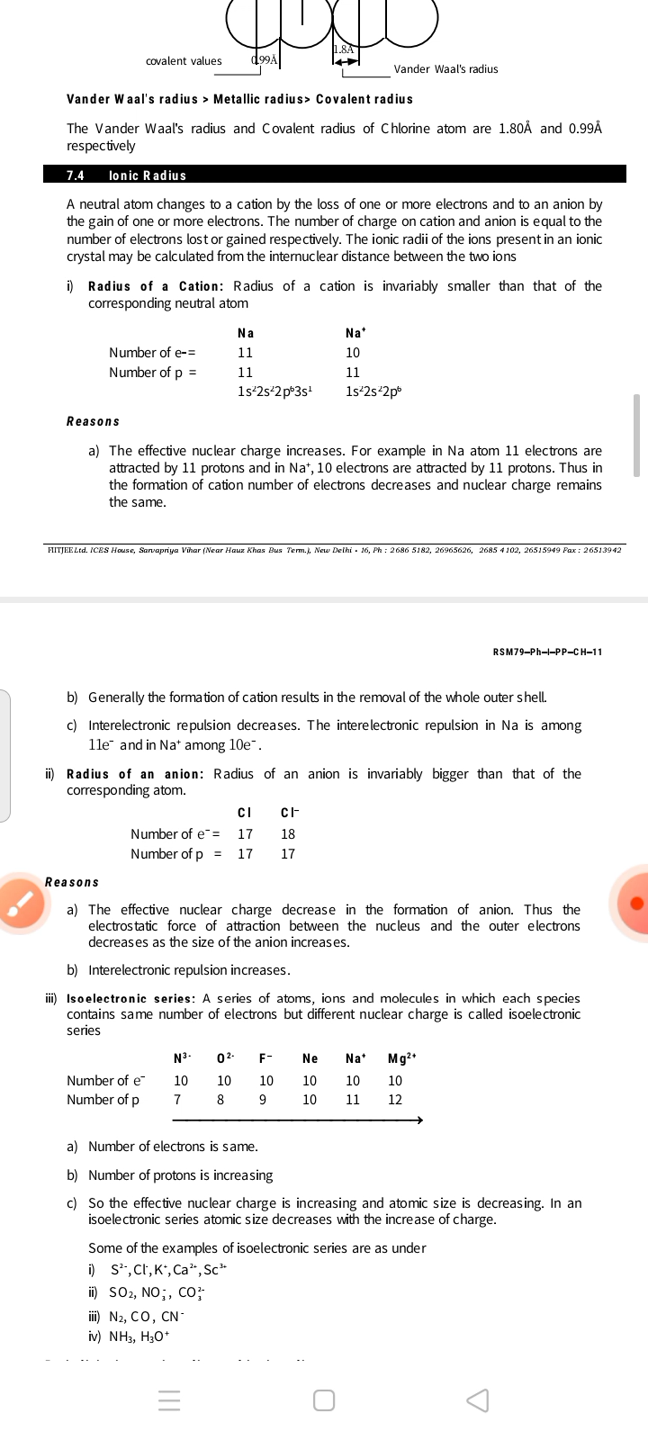 covalent values 0.99Å 1.8Å Vander Waal's radius
Vander Waal's radius > Metallic radius> Covalent radius
The Vander Waal's radius and Covalent radius of Chlorine atom are 1.80Å and 0.99Å
respectively
7.4 Ionic Radius
A neutral atom changes to a cation by the loss of one or more electrons and to an anion by
the gain of one or more electrons. The number of charge on cation and anion is equal to the
number of electrons lost or gained respectively. The ionic radii of the ions present in an ionic
crystal may be calculated from the internuclear distance between the two ions
i) Radius of a Cation: Radius of a cation is invariably smaller than that of the
corresponding neutral atom
Na Na⁺
Number of e-= 11 10
Number of p = 11 11
1s²2s²2p⁶3s¹ 1s²2s²2p⁶
Reasons
a) The effective nuclear charge increases. For example in Na atom 11 electrons are
attracted by 11 protons and in Na⁺, 10 electrons are attracted by 11 protons. Thus in
the formation of cation number of electrons decreases and nuclear charge remains
the same.
FIITJEE Ltd. ICES House, Sarvapriya Vihar (Near Hauz Khas Bus Term.), New Delhi - 16, Ph : 2686 5182, 26965626, 2685 4102, 26515949 Fax : 26513942
RSM79-Ph-I-PP-CH-11
b) Generally the formation of cation results in the removal of the whole outer shell.
c) Interelectronic repulsion decreases. The interelectronic repulsion in Na is among
11e⁻ and in Na⁺ among 10e⁻.
ii) Radius of an anion: Radius of an anion is invariably bigger than that of the
corresponding atom.
Cl Cl⁻
Number of e⁻ = 17 18
Number of p = 17 17
Reasons
a) The effective nuclear charge decrease in the formation of anion. Thus the
electrostatic force of attraction between the nucleus and the outer electrons
decreases as the size of the anion increases.
b) Interelectronic repulsion increases.
iii) Isoelectronic series: A series of atoms, ions and molecules in which each species
contains same number of electrons but different nuclear charge is called isoelectronic
series
N³⁻ O²⁻ F⁻ Ne Na⁺ Mg²⁺
Number of e⁻ 10 10 10 10 10 10
Number of p 7 8 9 10 11 12
a) Number of electrons is same.
b) Number of protons is increasing
c) So the effective nuclear charge is increasing and atomic size is decreasing. In an
isoelectronic series atomic size decreases with the increase of charge.
Some of the examples of isoelectronic series are as under
i) S²⁻,Cl⁻,K⁺,Ca²⁺,Sc³⁺
ii) SO₂, NO₃⁻, CO₃²⁻
iii) N₂, CO, CN⁻
iv) NH₃, H₃O⁺